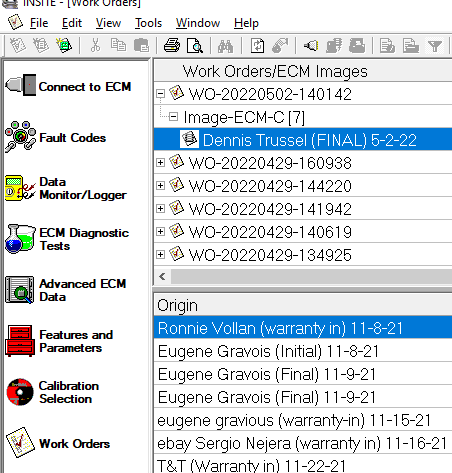 INSITE - [Work Orders]
File Edit View Tools Window Help
Connect to ECM
Fault Codes
Data
Monitor/Logger
ECM Diagnostic
Tests
Advanced ECM
Data
Features and
Parameters
Calibration
Selection
Work Orders
Work Orders/ECM Images
WO-20220502-140142
Image-ECM-C [7]
Dennis Trussel (FINAL) 5-2-22
WO-20220429-160938
WO-20220429-144220
WO-20220429-141942
WO-20220429-140619
WO-20220429-134925
Origin
Ronnie Vollan (warranty in) 11-8-21
Eugene Gravois (Initial) 11-8-21
Eugene Gravois (Final) 11-9-21
Eugene Gravois (Final) 11-9-21
eugene gravious (warranty-in) 11-15-21
ebay Sergio Nejera (warranty in) 11-16-21
T&T (Warranty In) 11-22-21